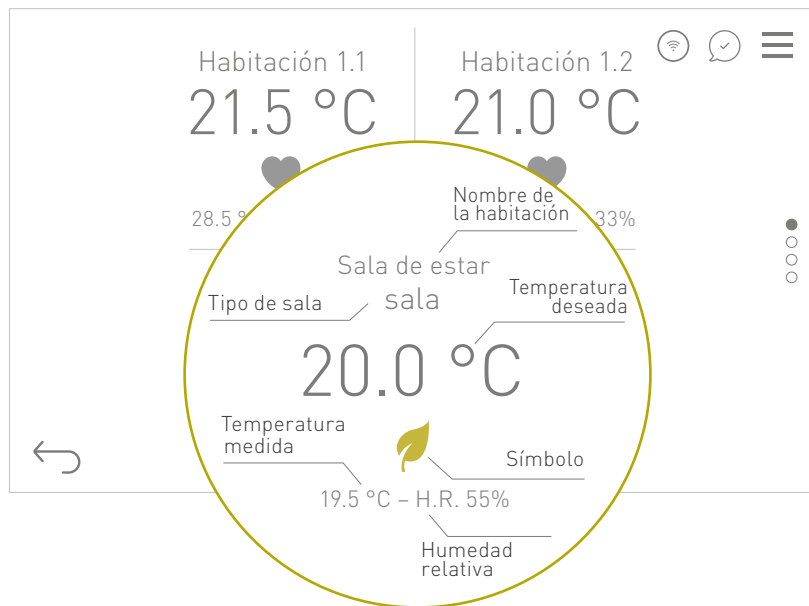 Habitación 1.1
21.5 °C
Habitación 1.2
21.0 °C
28.5 °
33%
Nombre de
la habitación
Sala de estar
sala
Tipo de sala
Temperatura
deseada
20.0 °C
Temperatura
medida
Símbolo
19.5 °C – H.R. 55%
Humedad
relativa